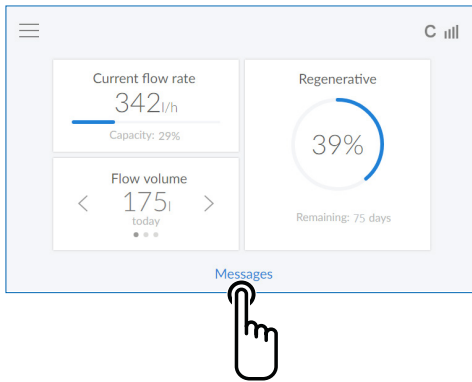 C
Current flow rate
342l/h
Capacity: 29%
Regenerative
39%
Remaining: 75 days
Flow volume
< 175l >
today
Messages